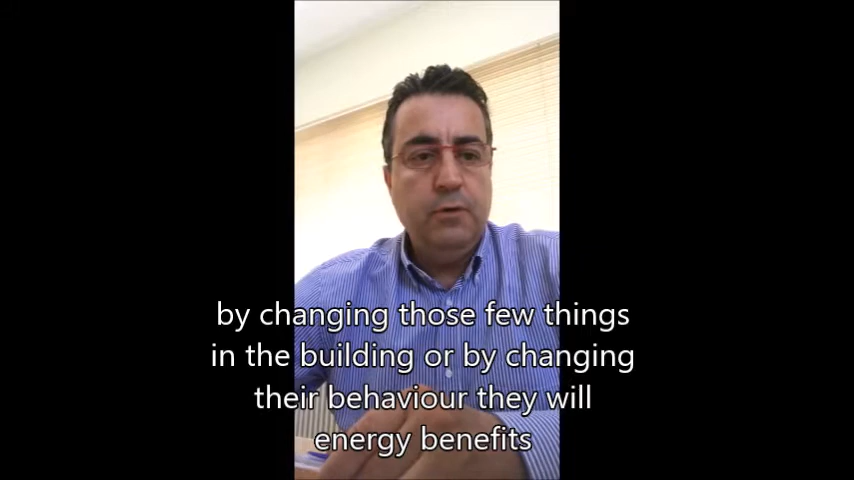 by changing those few things
in the building or by changing
their behaviour they will
energy benefits